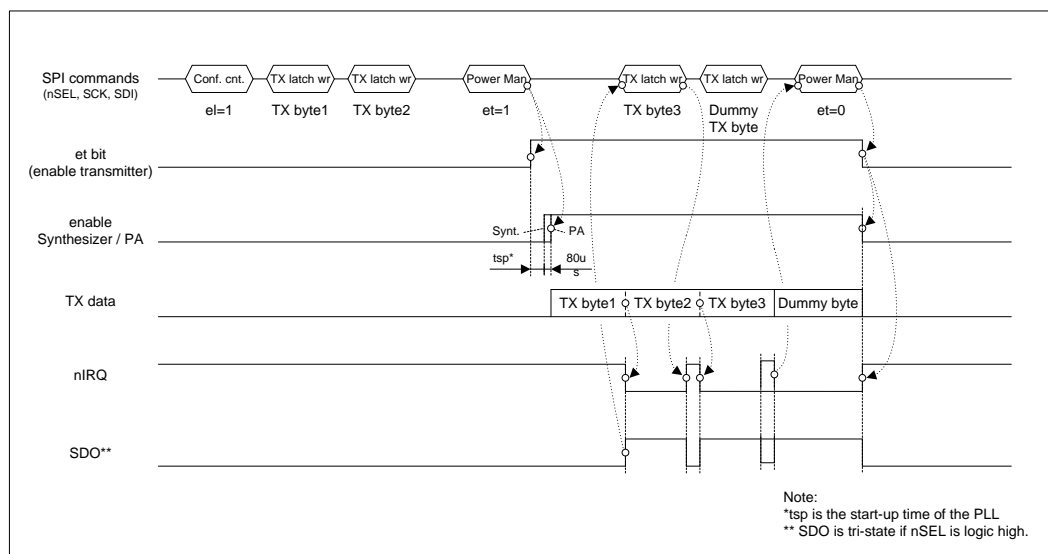 SPI commands
(nSEL, SCK, SDI)
Conf. cnt.
TX latch wr
TX latch wr
Power Man
TX latch wr
TX latch wr
Power Man
el=1
TX byte1
TX byte2
et=1
TX byte3
Dummy
TX byte
et=0
et bit
(enable transmitter)
enable
Synthesizer / PA
Synt.
PA
tsp*
80u
s
TX data
TX byte1
TX byte2
TX byte3
Dummy byte
nIRQ
SDO**
Note:
*tsp is the start-up time of the PLL
** SDO is tri-state if nSEL is logic high.